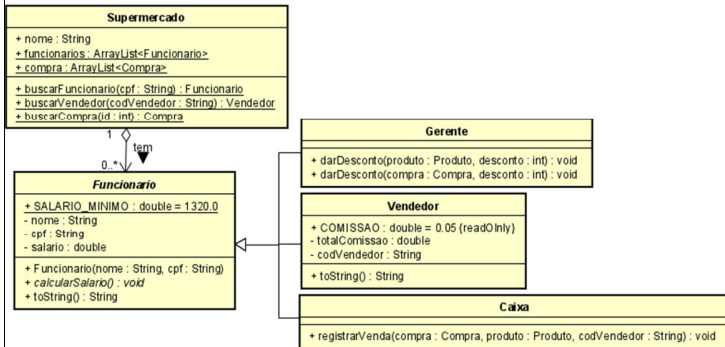 Supermercado
+ nome : String
+ funcionarios : ArrayList<Funcionario>
+ compra : ArrayList<Compra>
+ buscarFuncionario(cpf : String) : Funcionario
+ buscarVendedor(codVendedor : String) : Vendedor
+ buscarCompra(id : int) : Compra
1
tem
0..*
Funcionario
+ SALARIO_MINIMO : double = 1320.0
- nome : String
- cpf : String
- salario : double
+ Funcionario(nome : String, cpf : String)
+ calcularSalario() : void
+ toString() : String
Gerente
+ darDesconto(produto : Produto, desconto : int) : void
+ darDesconto(compra : Compra, desconto : int) : void
Vendedor
+ COMISSAO : double = 0.05 {readOlnly}
- totalComissao : double
- codVendedor : String
+ toString() : String
Caixa
+ registrarVenda(compra : Compra, produto : Produto, codVendedor : String) : void